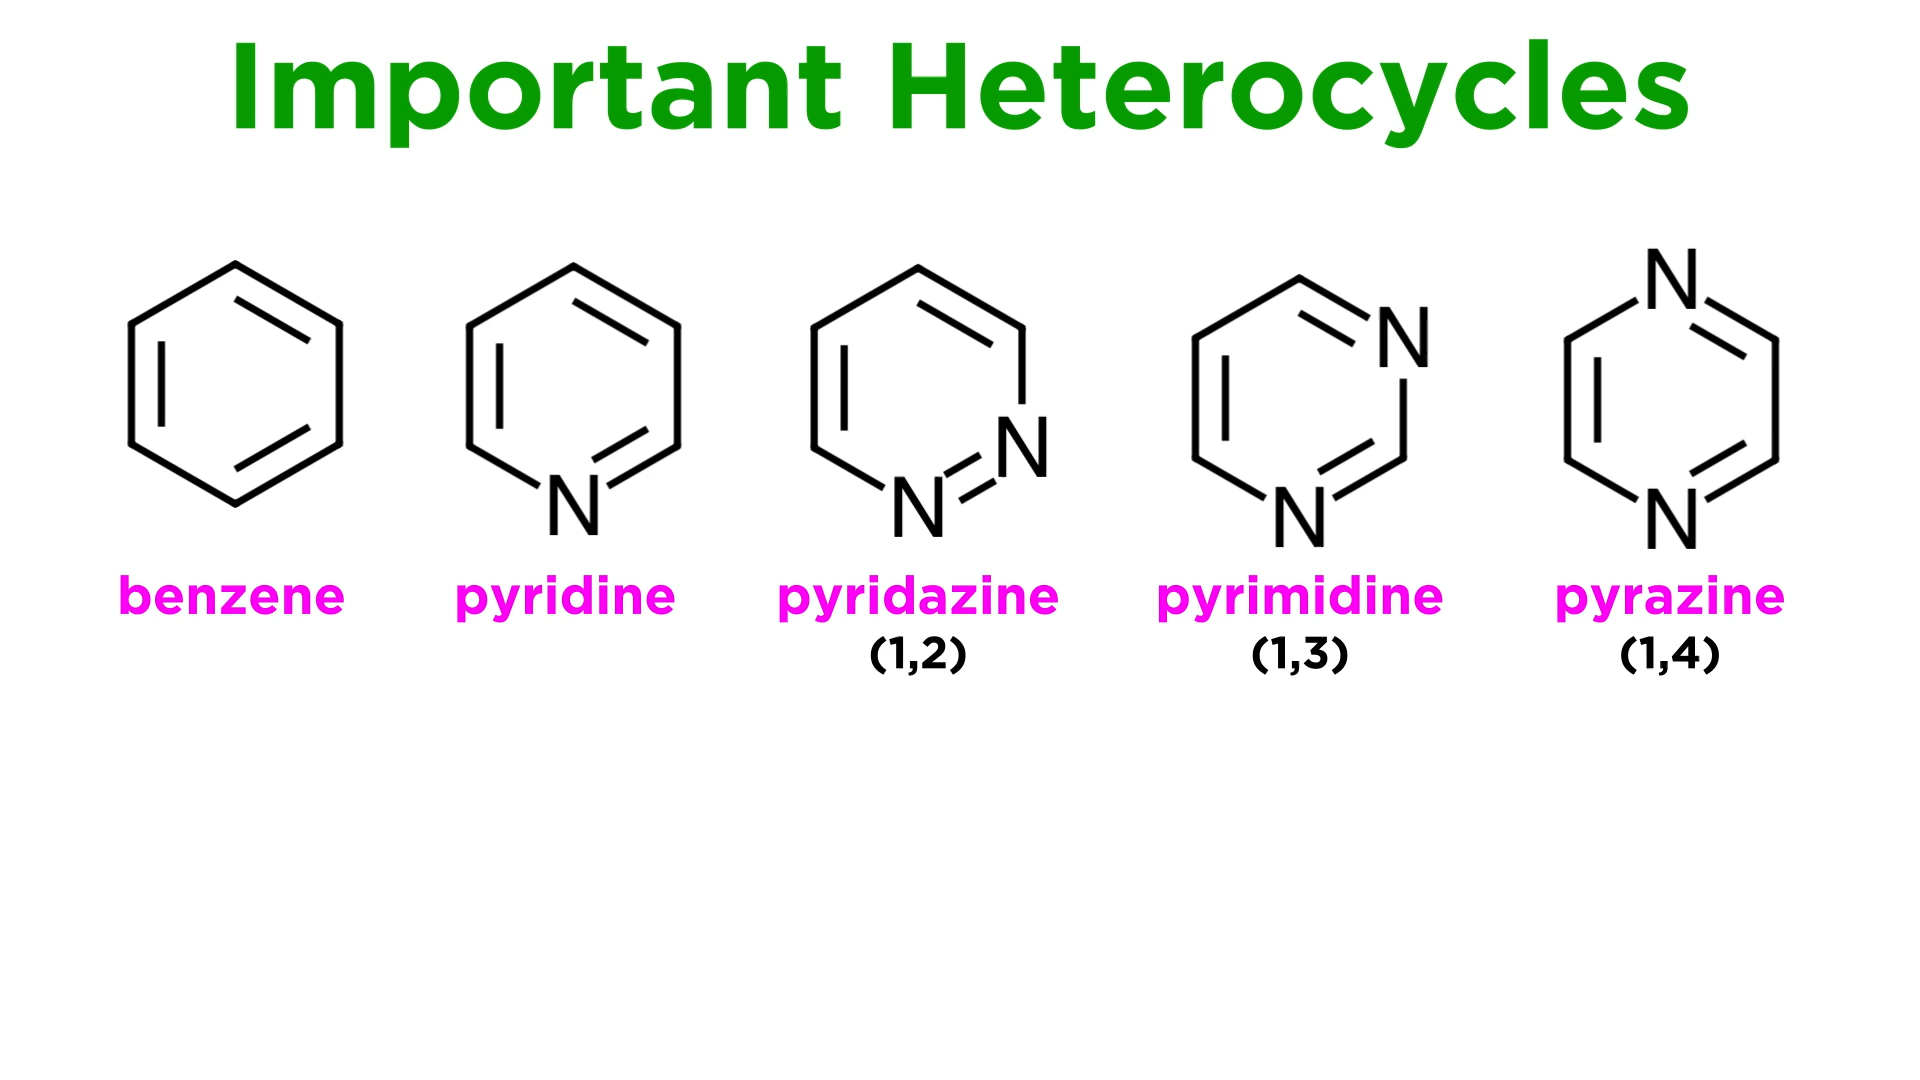 Important Heterocycles
N
N
N
N
N
N
N
benzene pyridine pyridazine pyrimidine pyrazine
(1,2) (1,3) (1,4)